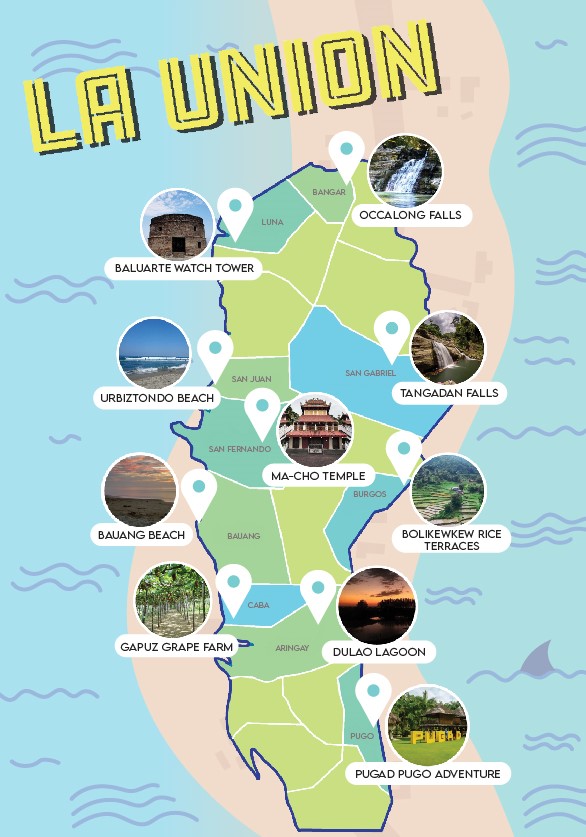 LA UNION
BANGAR
OCCALONG FALLS
LUNA
BALUARTE WATCH TOWER
SAN GABRIEL
TANGADAN FALLS
SAN JUAN
URBIZTONDO BEACH
SAN FERNANDO
MA-CHO TEMPLE
BURGOS
BOLIKEWKEW RICE
TERRACES
BAUANG
BAUANG BEACH
CABA
GAPUZ GRAPE FARM
ARINGAY
DULAO LAGOON
PUGO
PUGAD
PUGAD PUGO ADVENTURE